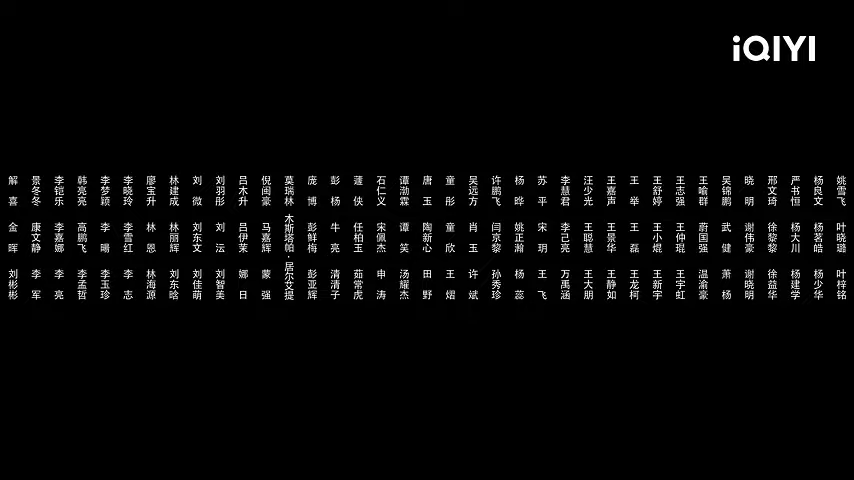 iQIYI
解喜 金晖 刘彬彬
景冬冬 康文静 李军
李铠乐 李嘉娜 李亮
韩亮亮 高鹏飞 李孟哲
李梦颖 李暘 李玉珍
李晓玲 李雪红 李志
廖宝升 林恩 林海源
林建成 林丽辉 刘东晗
刘微 刘东文 刘佳萌
刘羽彤 刘沄 刘智美
吕木升 吕伊莱 娜日
倪闽豪 马嘉辉 蒙强
莫瑞林 木斯塔帕·居尔艾提
庞博 彭鲜梅 彭亚辉
彭杨 牛亮 清清子
蘧侠 任柏玉 茹常虎
石仁义 宋佩杰 申涛
谭渤霖 谭笑 汤耀杰
唐玉 陶新心 田野
童彤 童欣 王熠
吴远方 肖玉 许斌
许鹏飞 闫京黎 孙秀珍
杨晔 姚正瀚 杨蕊
苏平 宋玥 王飞
李慧君 李己亮 万禹涵
汪少光 王聪慧 王大朋
王嘉声 王景华 王静如
王举 王磊 王龙柯
王舒婷 王小焜 王新宇
王志强 王仲琨 王宇虹
王喻群 蔚国强 温渝豪
吴锦鹏 武健 萧杨
晓明 谢伟豪 谢晓明
邢文琦 徐黎黎 徐益华
严书恒 杨大川 杨建学
杨良文 杨茗皓 杨少华
姚雪飞 叶晓璐 叶梓铭